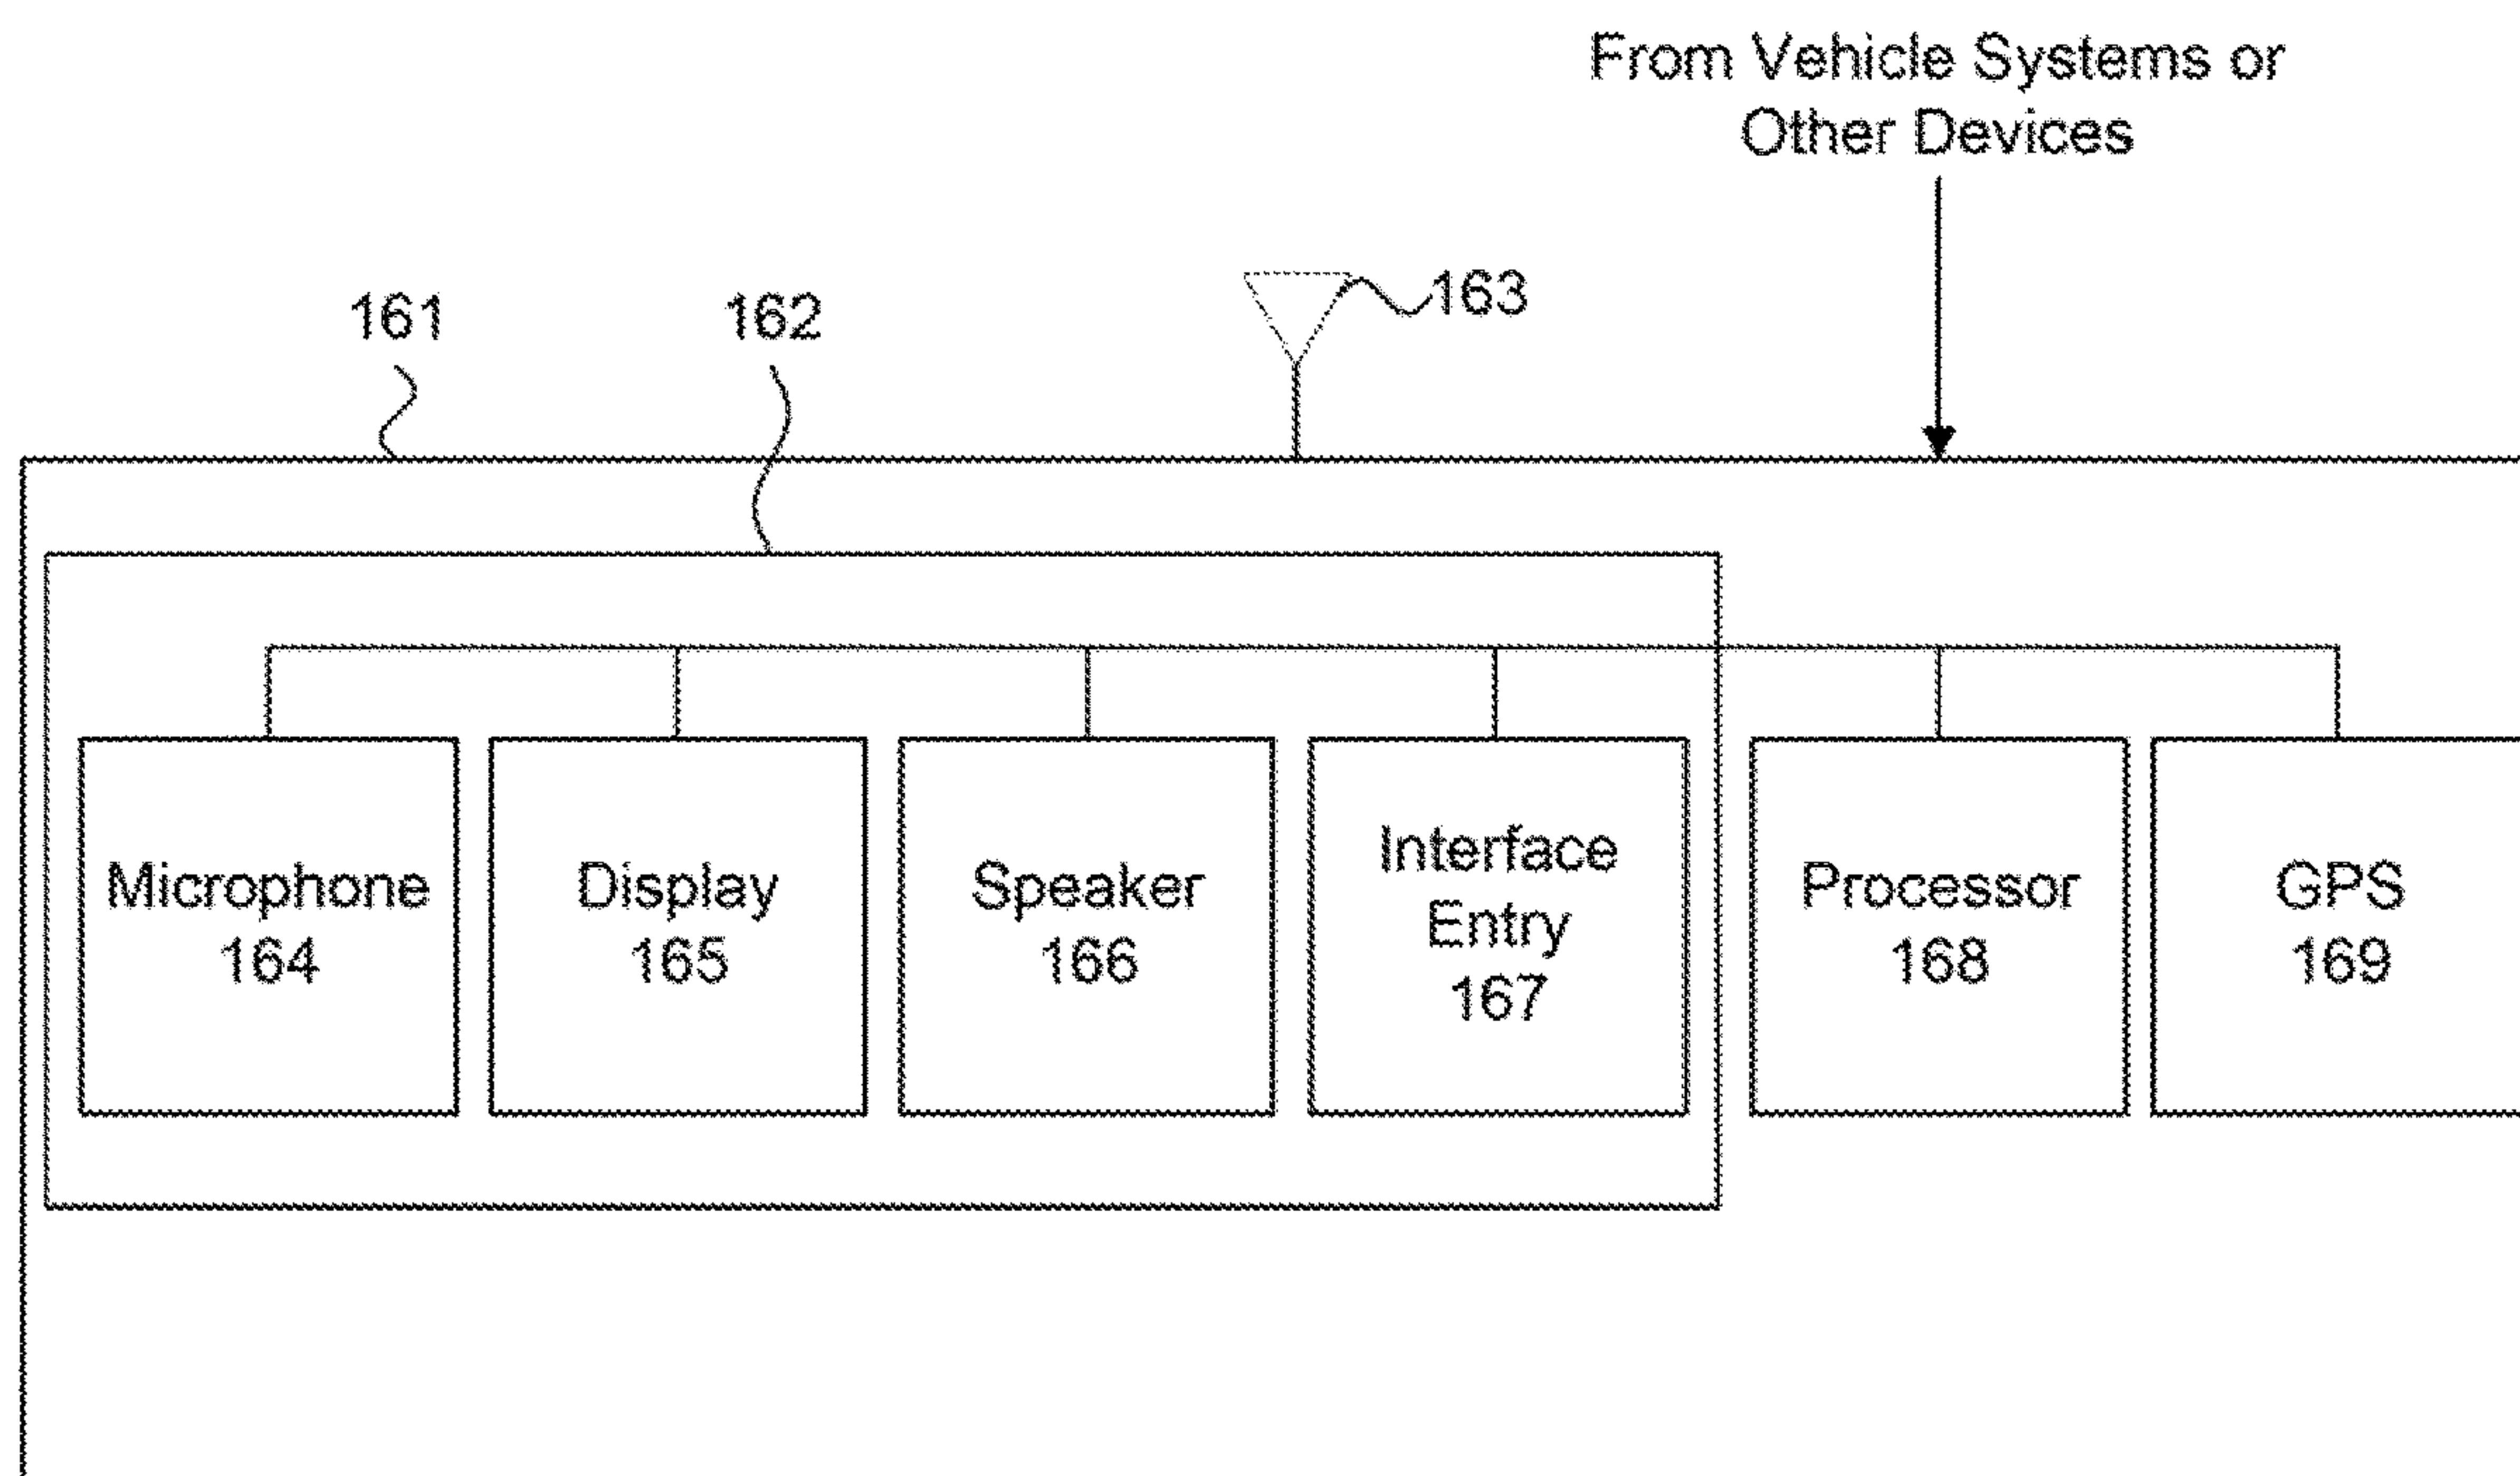 From Vehicle Systems or
Other Devices
161
162
163
Microphone
164
Display
165
Speaker
166
Interface
Entry
167
Processor
168
GPS
169